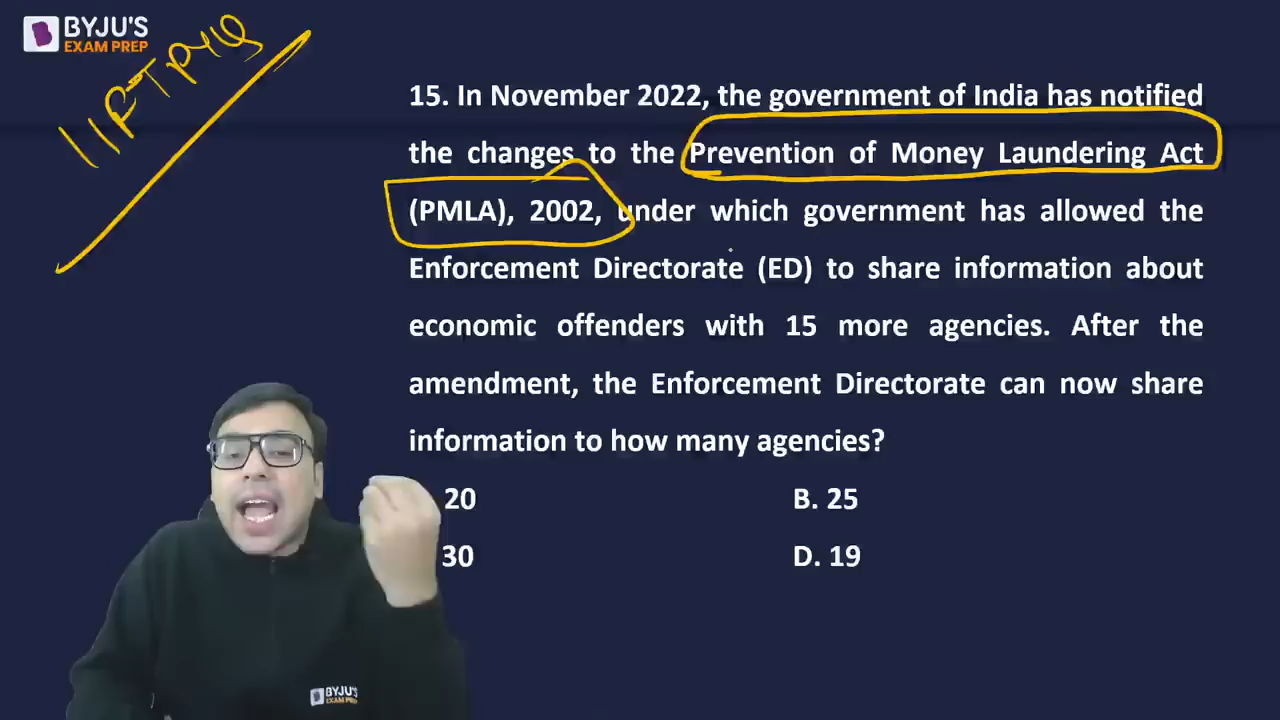 BYJU'S
EXAM PREP
15. In November 2022, the government of India has notified
the changes to the Prevention of Money Laundering Act
(PMLA), 2002, under which government has allowed the
Enforcement Directorate (ED) to share information about
economic offenders with 15 more agencies. After the
amendment, the Enforcement Directorate can now share
information to how many agencies?
20 B. 25
30 D. 19
BYJU'S
EXAM PREP